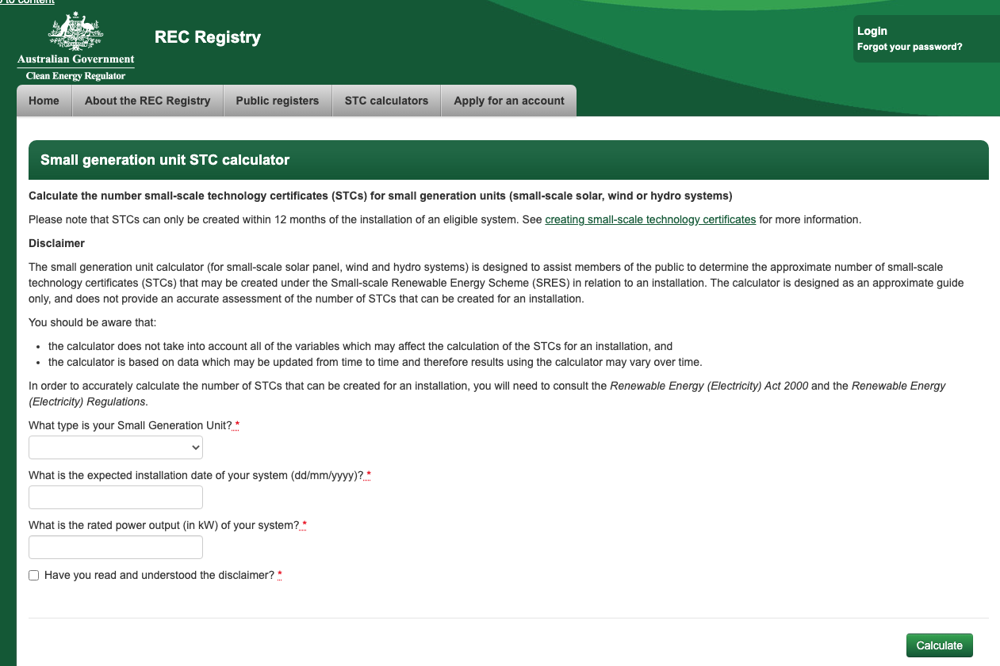 to content
Australian Government
Clean Energy Regulator
REC Registry
Login
Forgot your password?
Home
About the REC Registry
Public registers
STC calculators
Apply for an account
Small generation unit STC calculator
Calculate the number small-scale technology certificates (STCs) for small generation units (small-scale solar, wind or hydro systems)
Please note that STCs can only be created within 12 months of the installation of an eligible system. See creating small-scale technology certificates for more information.
Disclaimer
The small generation unit calculator (for small-scale solar panel, wind and hydro systems) is designed to assist members of the public to determine the approximate number of small-scale
technology certificates (STCs) that may be created under the Small-scale Renewable Energy Scheme (SRES) in relation to an installation. The calculator is designed as an approximate guide
only, and does not provide an accurate assessment of the number of STCs that can be created for an installation.
You should be aware that:
• the calculator does not take into account all of the variables which may affect the calculation of the STCs for an installation, and
• the calculator is based on data which may be updated from time to time and therefore results using the calculator may vary over time.
In order to accurately calculate the number of STCs that can be created for an installation, you will need to consult the Renewable Energy (Electricity) Act 2000 and the Renewable Energy
(Electricity) Regulations.
What type is your Small Generation Unit? *
What is the expected installation date of your system (dd/mm/yyyy)? *
What is the rated power output (in kW) of your system? *
Have you read and understood the disclaimer? *
Calculate